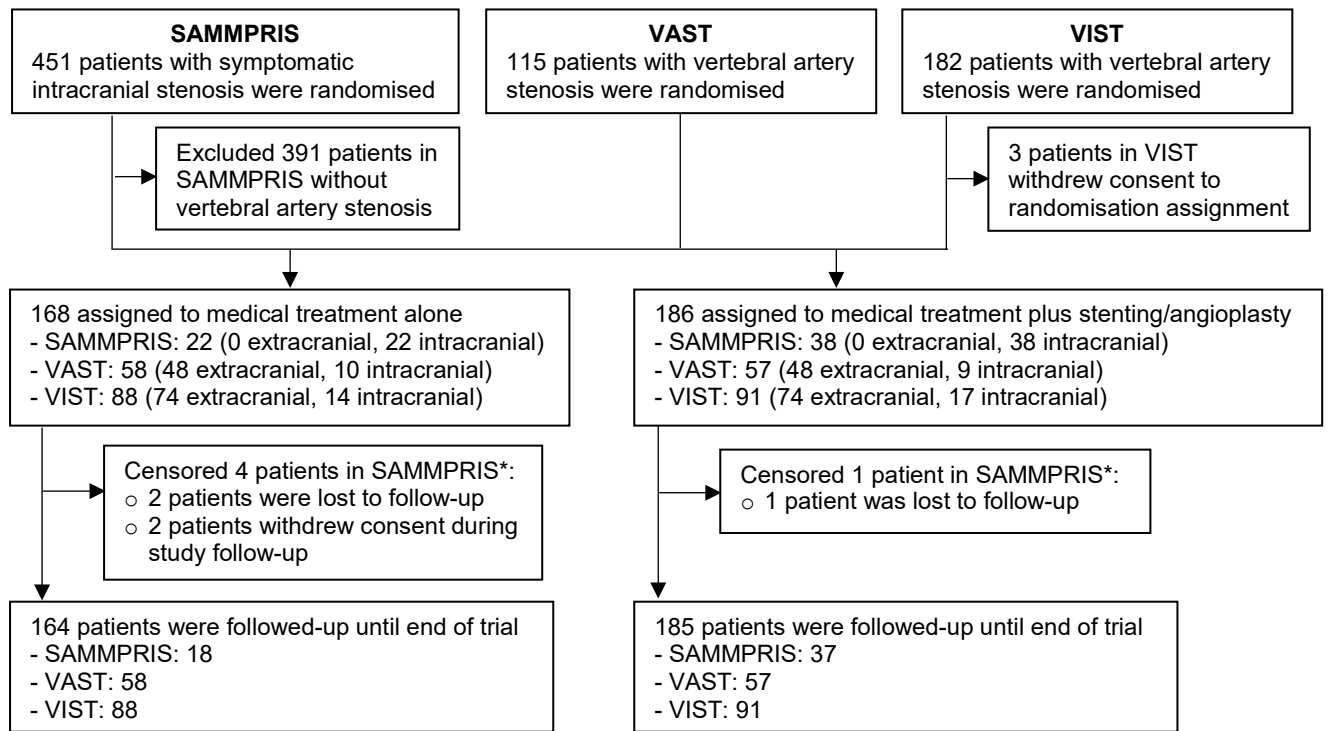 SAMMPRIS
451 patients with symptomatic
intracranial stenosis were randomised
VAST
115 patients with vertebral artery
stenosis were randomised
VIST
182 patients with vertebral artery
stenosis were randomised
Excluded 391 patients in
SAMMPRIS without
vertebral artery stenosis
3 patients in VIST
withdrew consent to
randomisation assignment
168 assigned to medical treatment alone
- SAMMPRIS: 22 (0 extracranial, 22 intracranial)
- VAST: 58 (48 extracranial, 10 intracranial)
- VIST: 88 (74 extracranial, 14 intracranial)
186 assigned to medical treatment plus stenting/angioplasty
- SAMMPRIS: 38 (0 extracranial, 38 intracranial)
- VAST: 57 (48 extracranial, 9 intracranial)
- VIST: 91 (74 extracranial, 17 intracranial)
Censored 4 patients in SAMMPRIS*:
○ 2 patients were lost to follow-up
○ 2 patients withdrew consent during
study follow-up
Censored 1 patient in SAMMPRIS*:
○ 1 patient was lost to follow-up
164 patients were followed-up until end of trial
- SAMMPRIS: 18
- VAST: 58
- VIST: 88
185 patients were followed-up until end of trial
- SAMMPRIS: 37
- VAST: 57
- VIST: 91